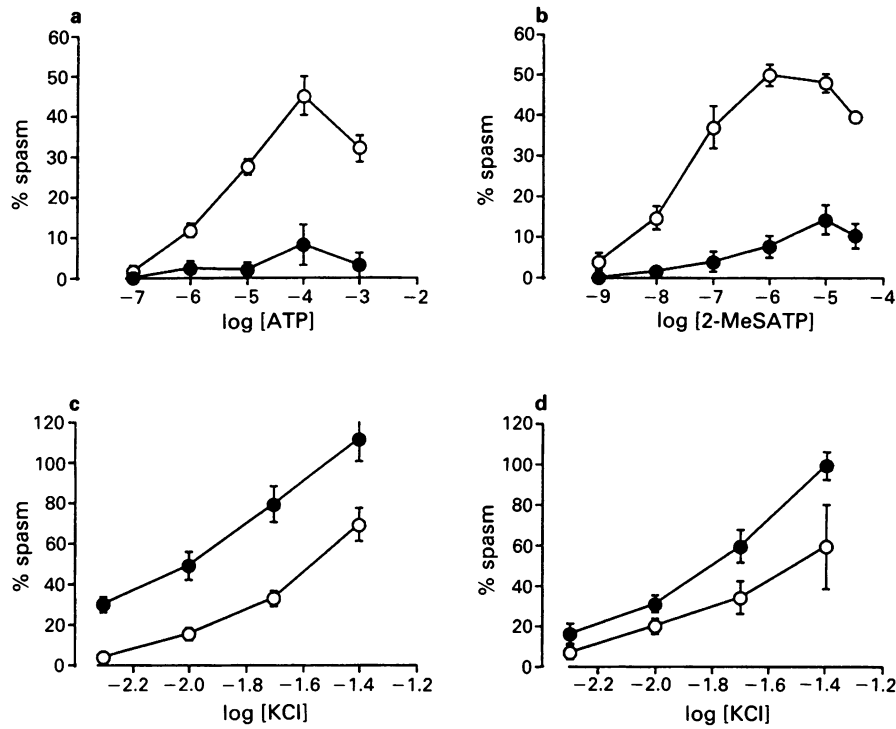 a
60
50
40
30
20
10
0
% spasm
−7 −6 −5 −4 −3 −2
log [ATP]
b
60
50
40
30
20
10
0
% spasm
−9 −8 −7 −6 −5 −4
log [2-MeSATP]
c
120
100
80
60
40
20
0
% spasm
−2.2 −2.0 −1.8 −1.6 −1.4 −1.2
log [KCl]
d
120
100
80
60
40
20
0
% spasm
−2.2 −2.0 −1.8 −1.6 −1.4 −1.2
log [KCl]